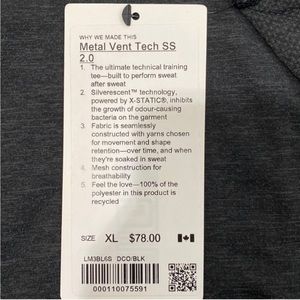 WHY WE MADE THIS
Metal Vent Tech SS
2.0
1. The ultimate technical training
tee—built to perform sweat
after sweat
2. Silverescent™ technology,
powered by X-STATIC®, inhibits
the growth of odour-causing
bacteria on the garment
3. Fabric is seamlessly
constructed with yarns chosen
for movement and shape
retention—over time, and when
they're soaked in sweat
4. Mesh construction for
breathability
5. Feel the love—100% of the
polyester in this product is
recycled
SIZE XL $78.00
LM3BL6S DCO/BLK
000110075591